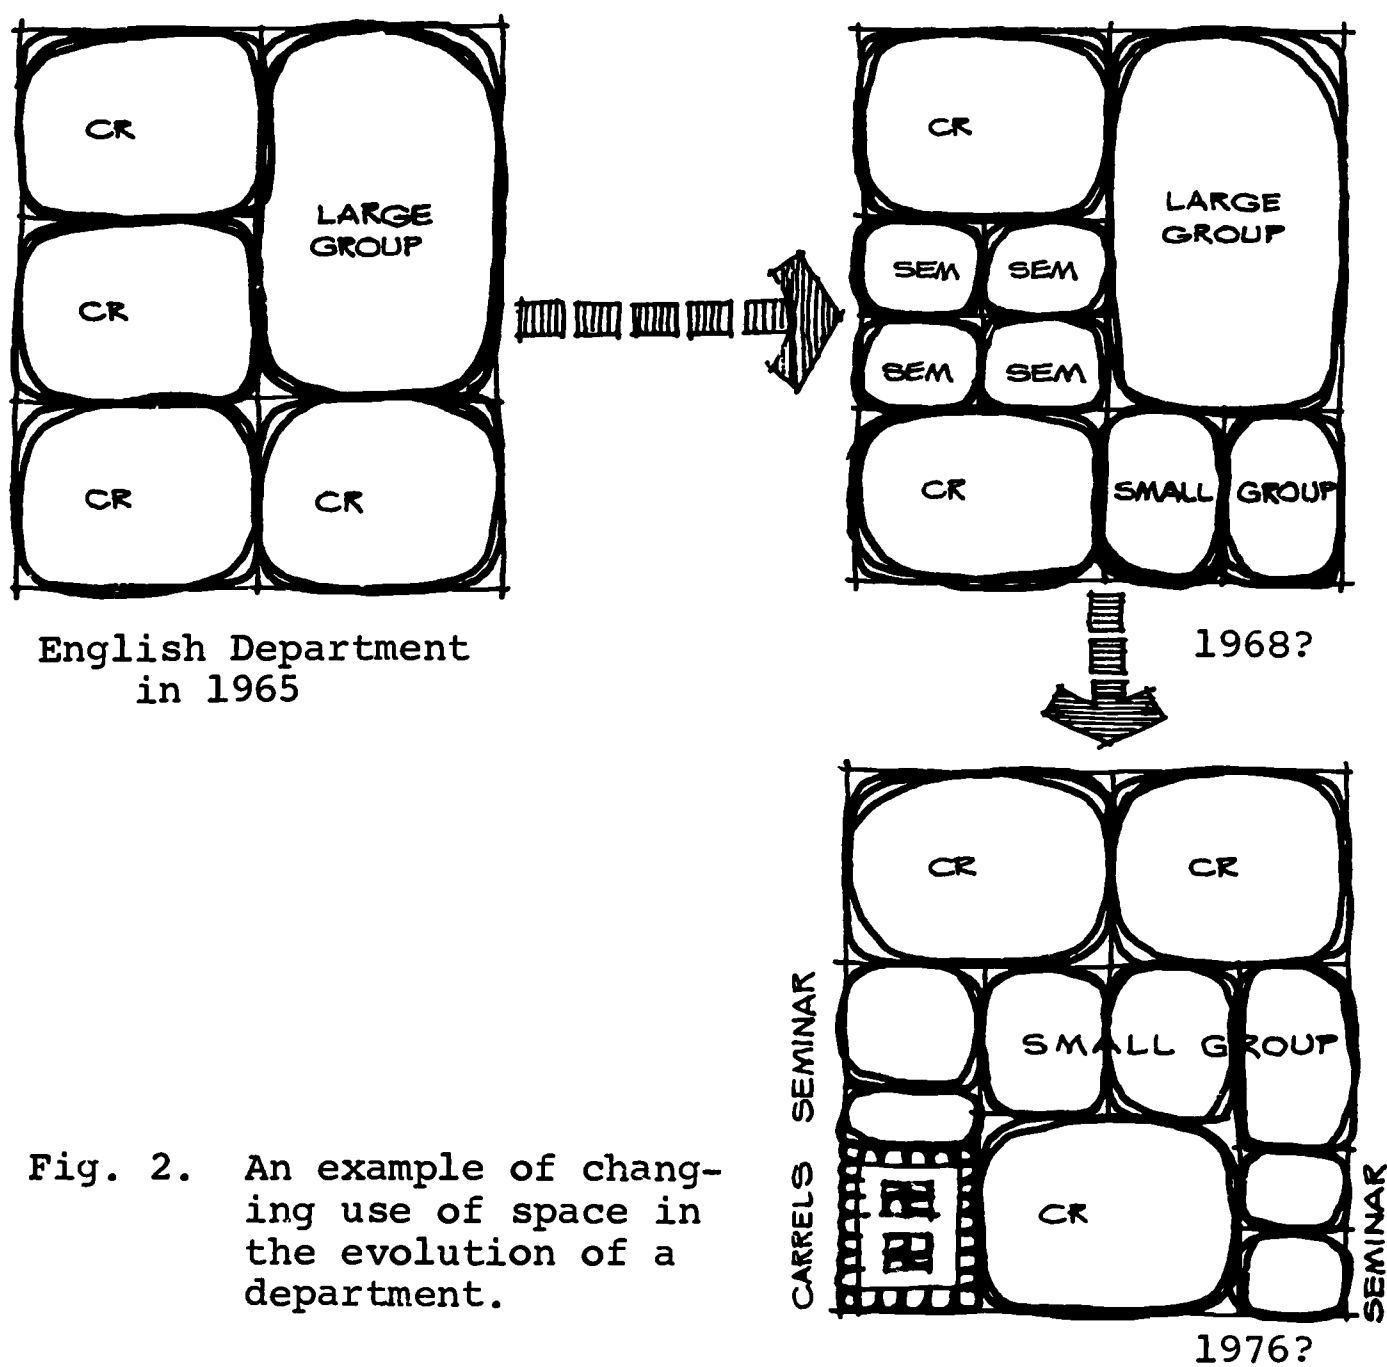 CR
LARGE
GROUP
CR
CR
CR
English Department
in 1965
CR
LARGE
GROUP
SEM
SEM
SEM
SEM
CR
SMALL GROUP
1968?
CR
CR
SEMINAR
SMALL GROUP
CARRELS
CR
SEMINAR
1976?
Fig. 2. An example of chang-
ing use of space in
the evolution of a
department.